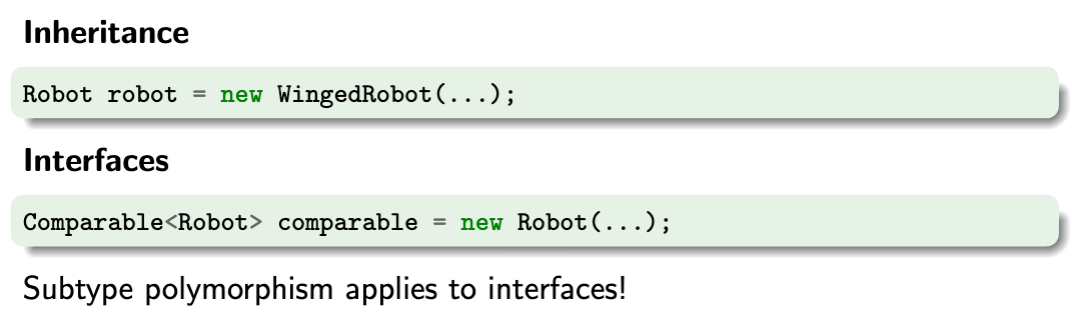 Inheritance
Robot robot = new WingedRobot(...);
Interfaces
Comparable<Robot> comparable = new Robot(...);
Subtype polymorphism applies to interfaces!